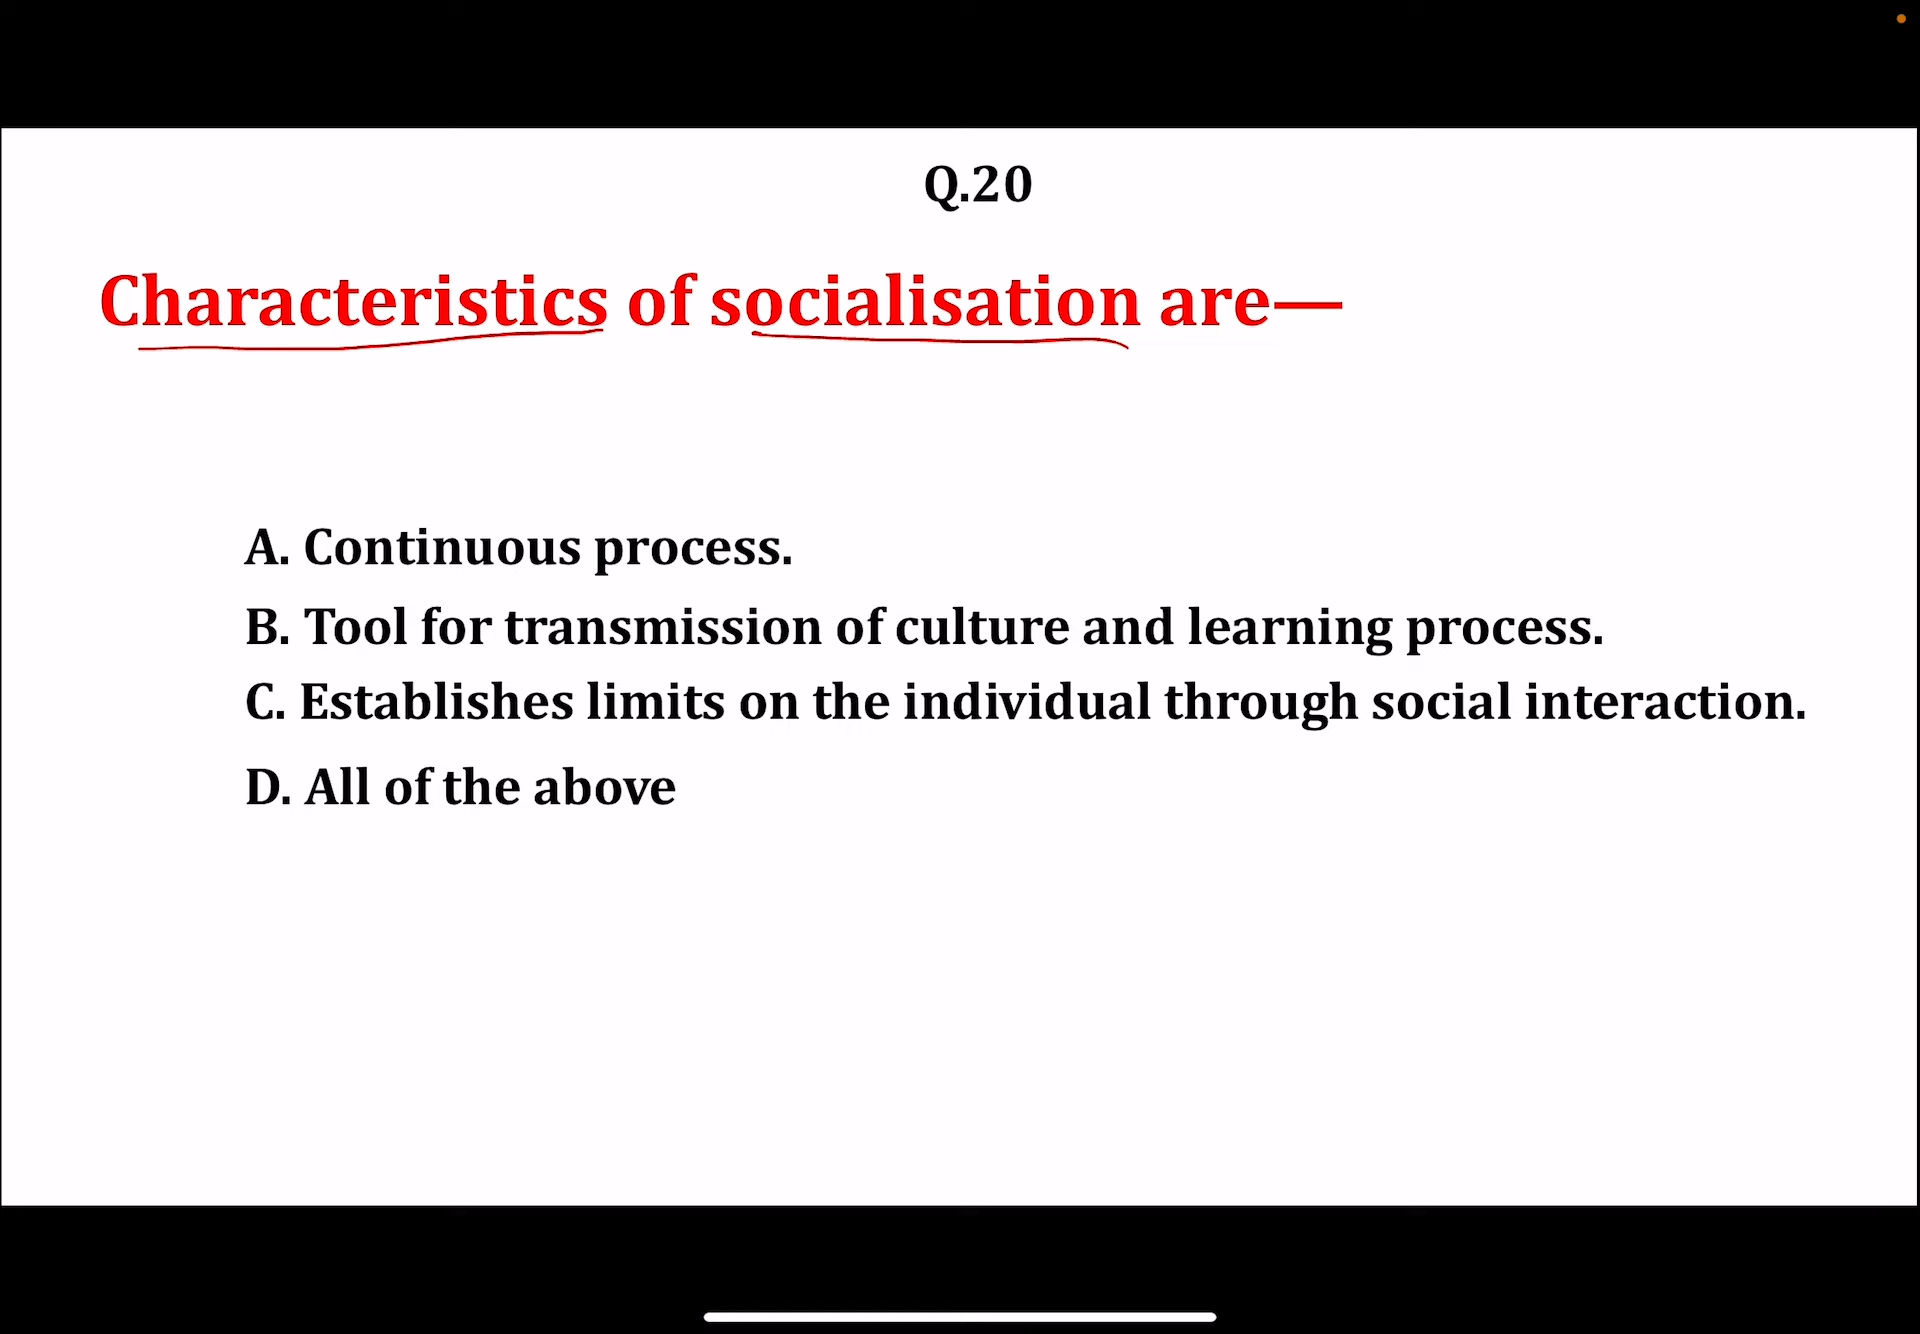 Q.20
Characteristics of socialisation are—
A. Continuous process.
B. Tool for transmission of culture and learning process.
C. Establishes limits on the individual through social interaction.
D. All of the above